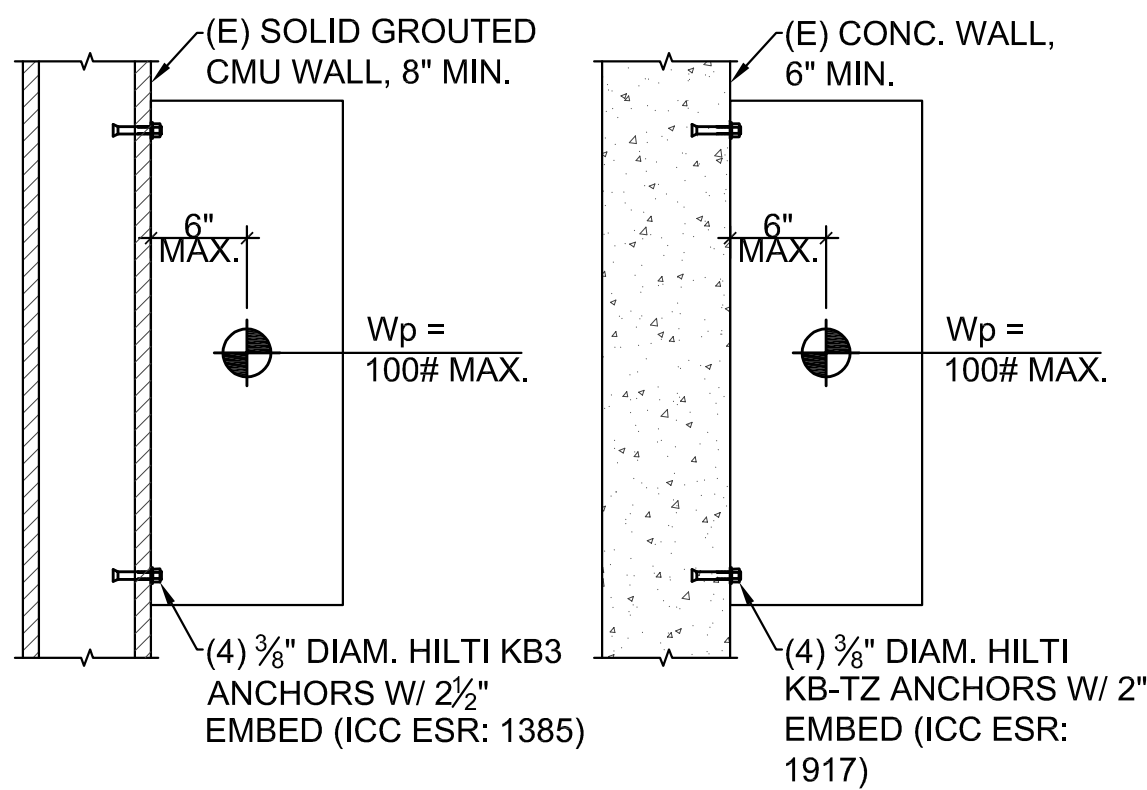 (E) SOLID GROUTED
CMU WALL, 8" MIN.
6"
MAX.
Wp =
100# MAX.
(4) ⅜" DIAM. HILTI KB3
ANCHORS W/ 2½"
EMBED (ICC ESR: 1385)
(E) CONC. WALL,
6" MIN.
6"
MAX.
Wp =
100# MAX.
(4) ⅜" DIAM. HILTI
KB-TZ ANCHORS W/ 2"
EMBED (ICC ESR:
1917)